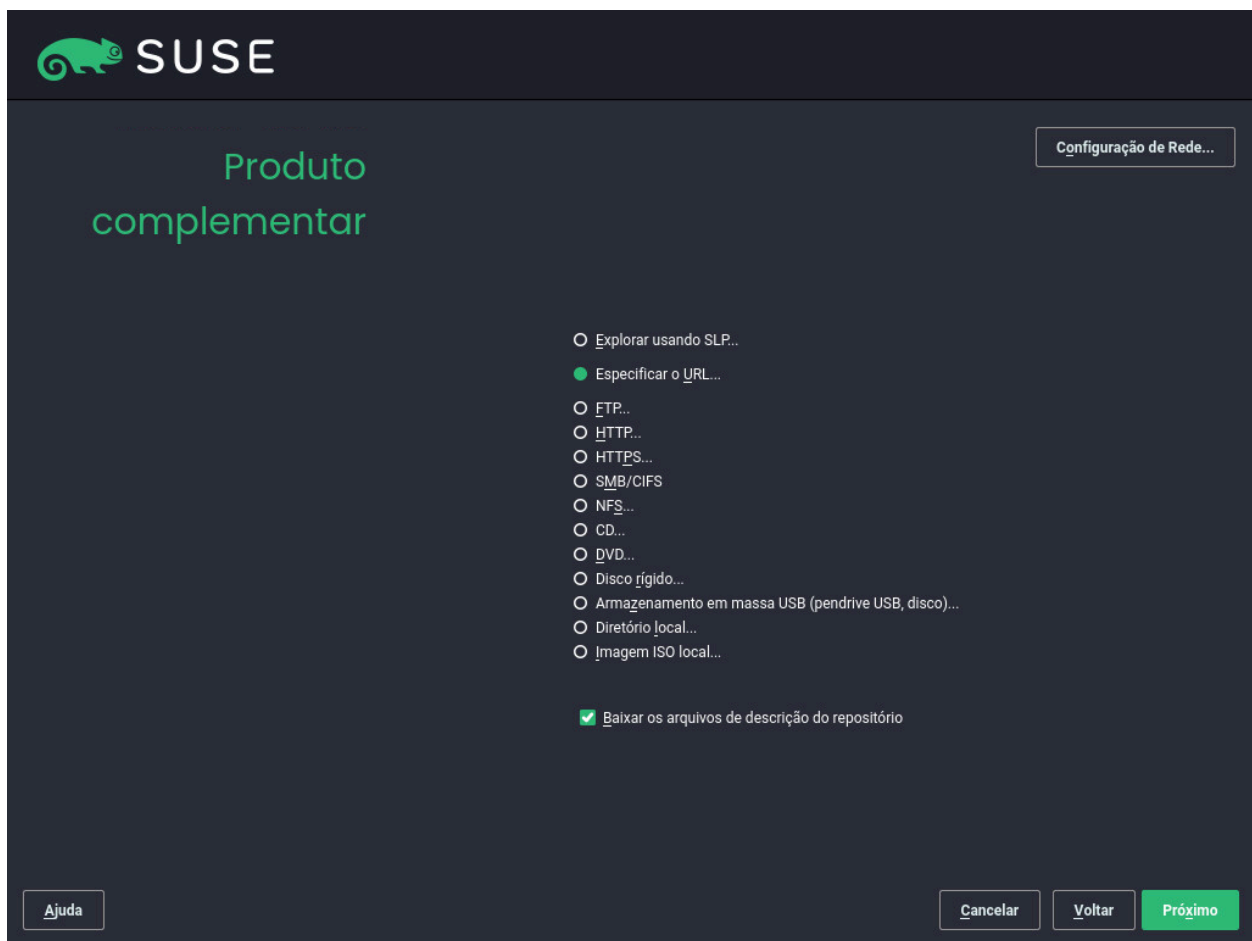 SUSE
Configuração de Rede...
Produto
complementar
Explorar usando SLP...
Especificar o URL...
FTP...
HTTP...
HTTPS...
SMB/CIFS
NFS...
CD...
DVD...
Disco rígido...
Armazenamento em massa USB (pendrive USB, disco)...
Diretório local...
Imagem ISO local...
Baixar os arquivos de descrição do repositório
Ajuda
Cancelar
Voltar
Próximo